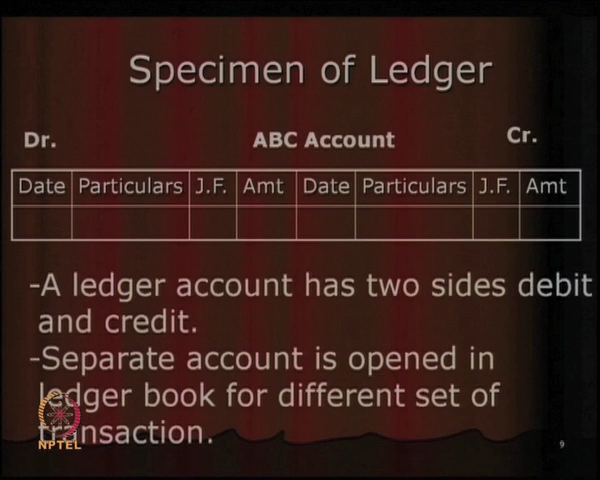 Specimen of Ledger
Dr. ABC Account Cr.
Date Particulars J.F. Amt Date Particulars J.F. Amt
-A ledger account has two sides debit
and credit.
-Separate account is opened in
ledger book for different set of
transaction.
NPTEL
9